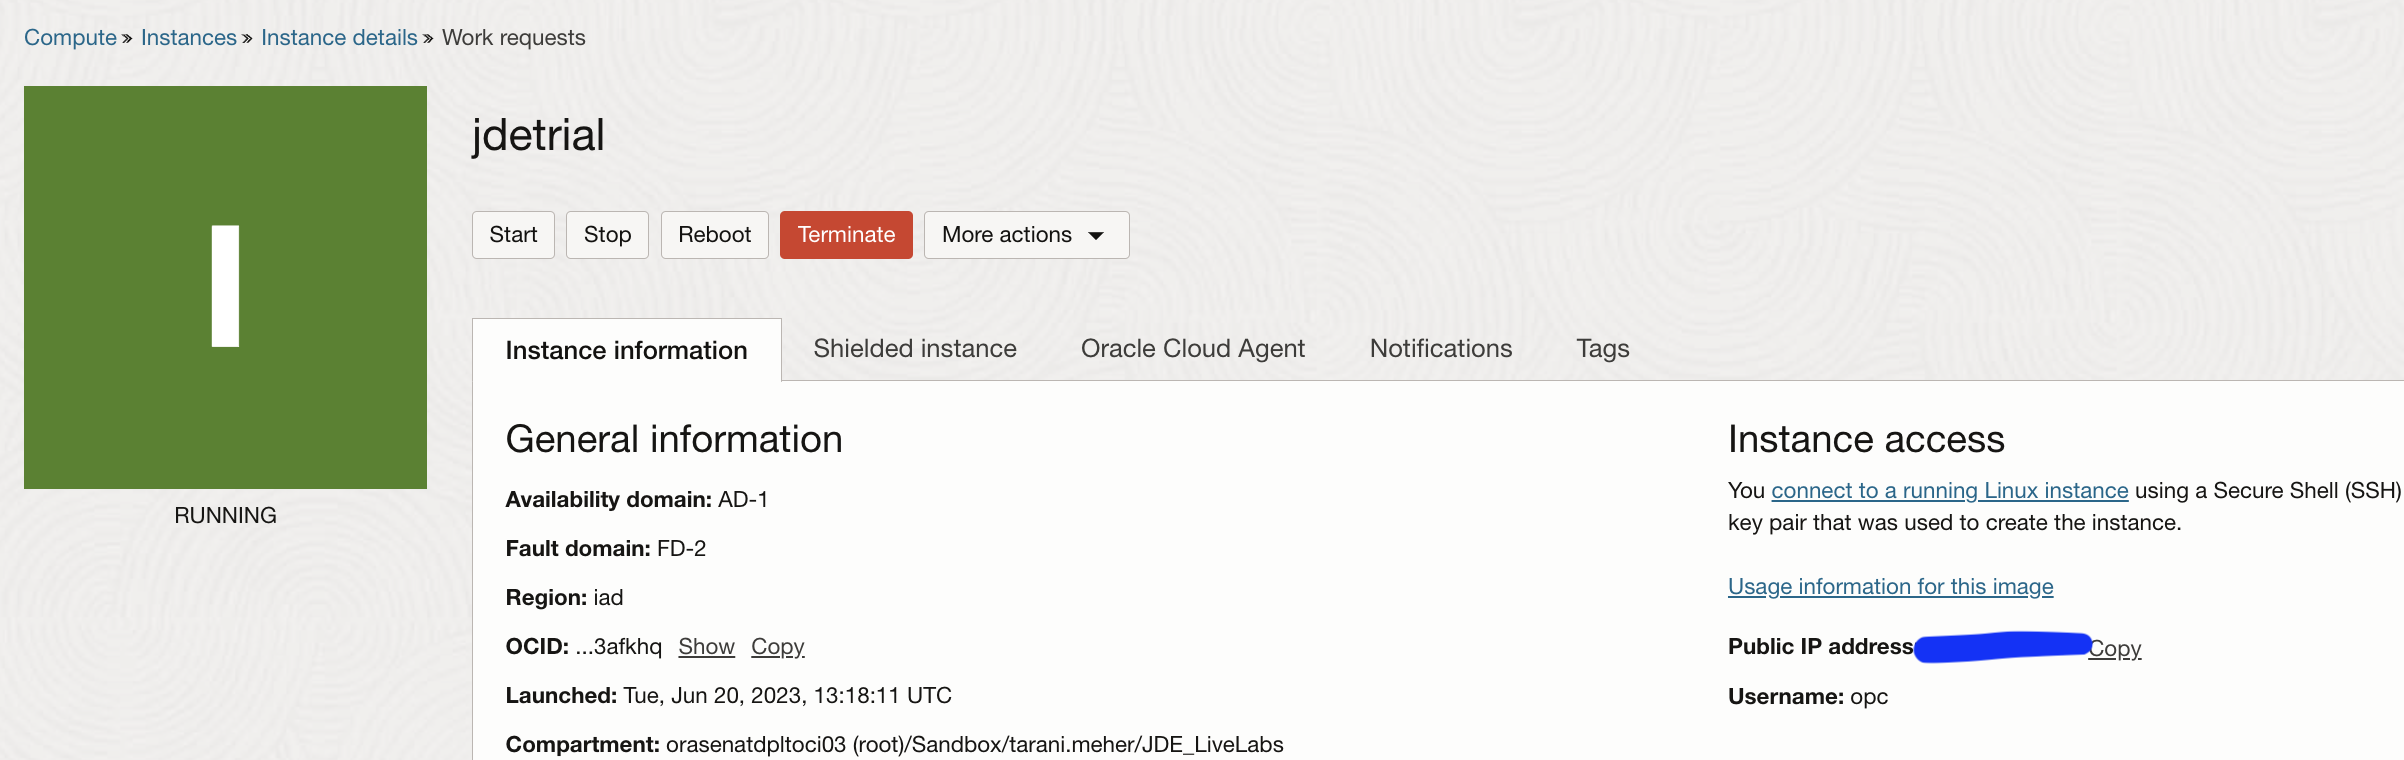 Compute » Instances » Instance details » Work requests
I
RUNNING
jdetrial
Start Stop Reboot Terminate More actions
Instance information Shielded instance Oracle Cloud Agent Notifications Tags
General information
Availability domain: AD-1
Fault domain: FD-2
Region: iad
OCID: ...3afkhq Show Copy
Launched: Tue, Jun 20, 2023, 13:18:11 UTC
Compartment: orasenatdpltoci03 (root)/Sandbox/tarani.meher/JDE_LiveLabs
Instance access
You connect to a running Linux instance using a Secure Shell (SSH)
key pair that was used to create the instance.
Usage information for this image
Public IP address Copy
Username: opc